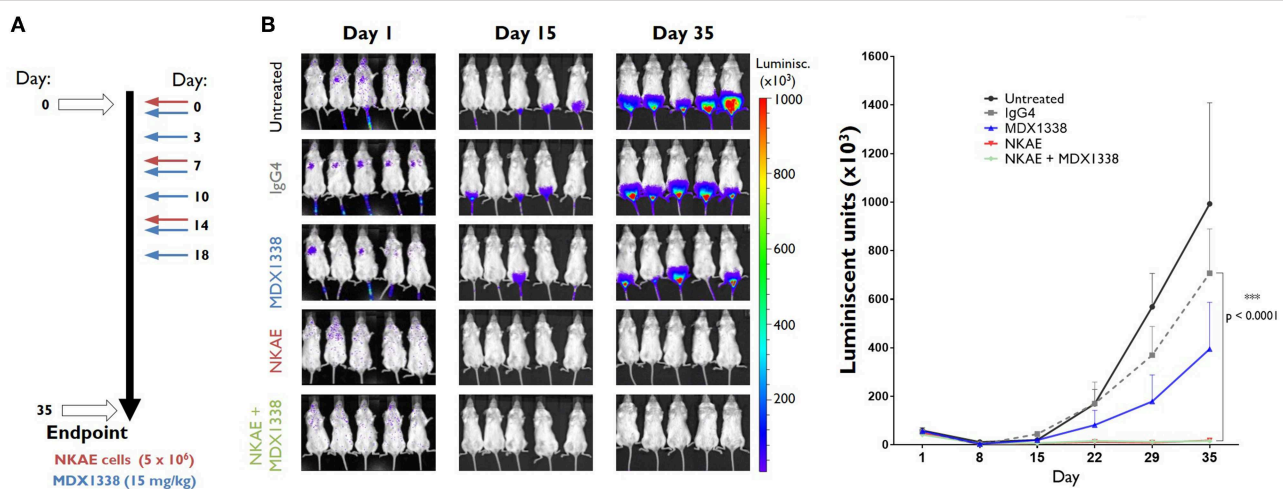 A
Day:
0
Day:
0
3
7
10
14
18
35
Endpoint
NKAE cells (5 x 10⁶)
MDX1338 (15 mg/kg)
B
Day 1
Day 15
Day 35
Untreated
IgG4
MDX1338
NKAE
NKAE +
MDX1338
Luminisc.
(x10³)
1000
800
600
400
200
Luminiscent units (x10³)
1600
1400
1200
1000
800
600
400
200
0
Untreated
IgG4
MDX1338
NKAE
NKAE + MDX1338
***
p < 0.0001
1
8
15
22
29
35
Day